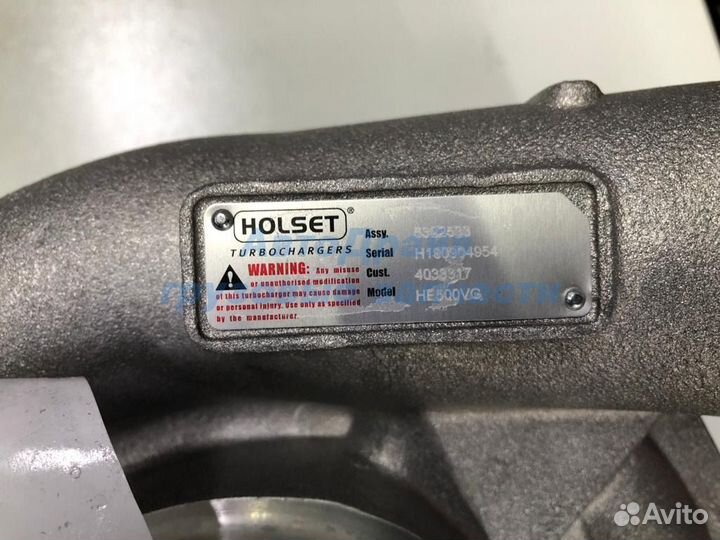 HOLSET®
TURBOCHARGERS
WARNING: Any misuse
or unauthorised modification
of this turbocharger may cause damage
or personal injury. Use only as specified
by the manufacturer.
Assy.
Serial
Cust. 4033317
Model HE500VG
Avito